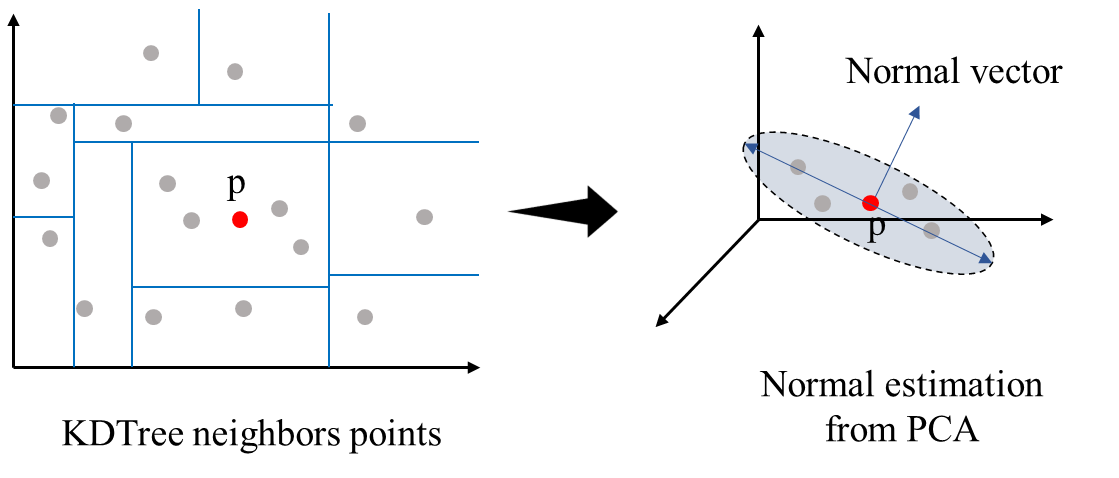 p
KDTree neighbors points
Normal vector
p
Normal estimation
from PCA